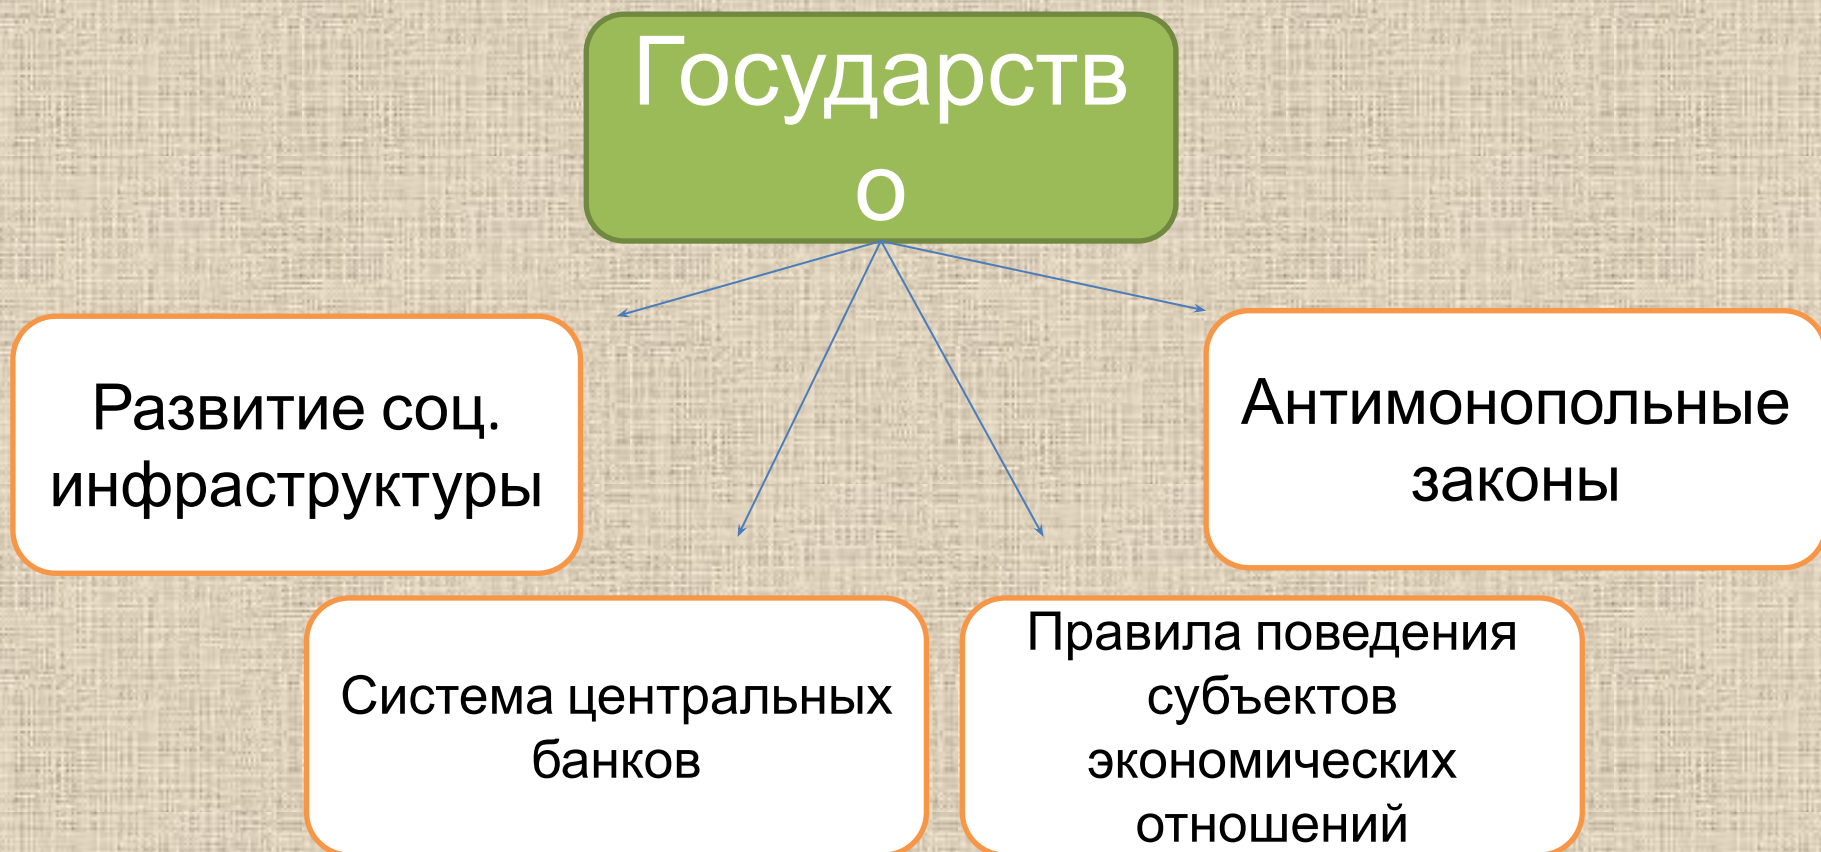 Государств
о
Развитие соц.
инфраструктуры
Антимонопольные
законы
Система центральных
банков
Правила поведения
субъектов
экономических
отношений